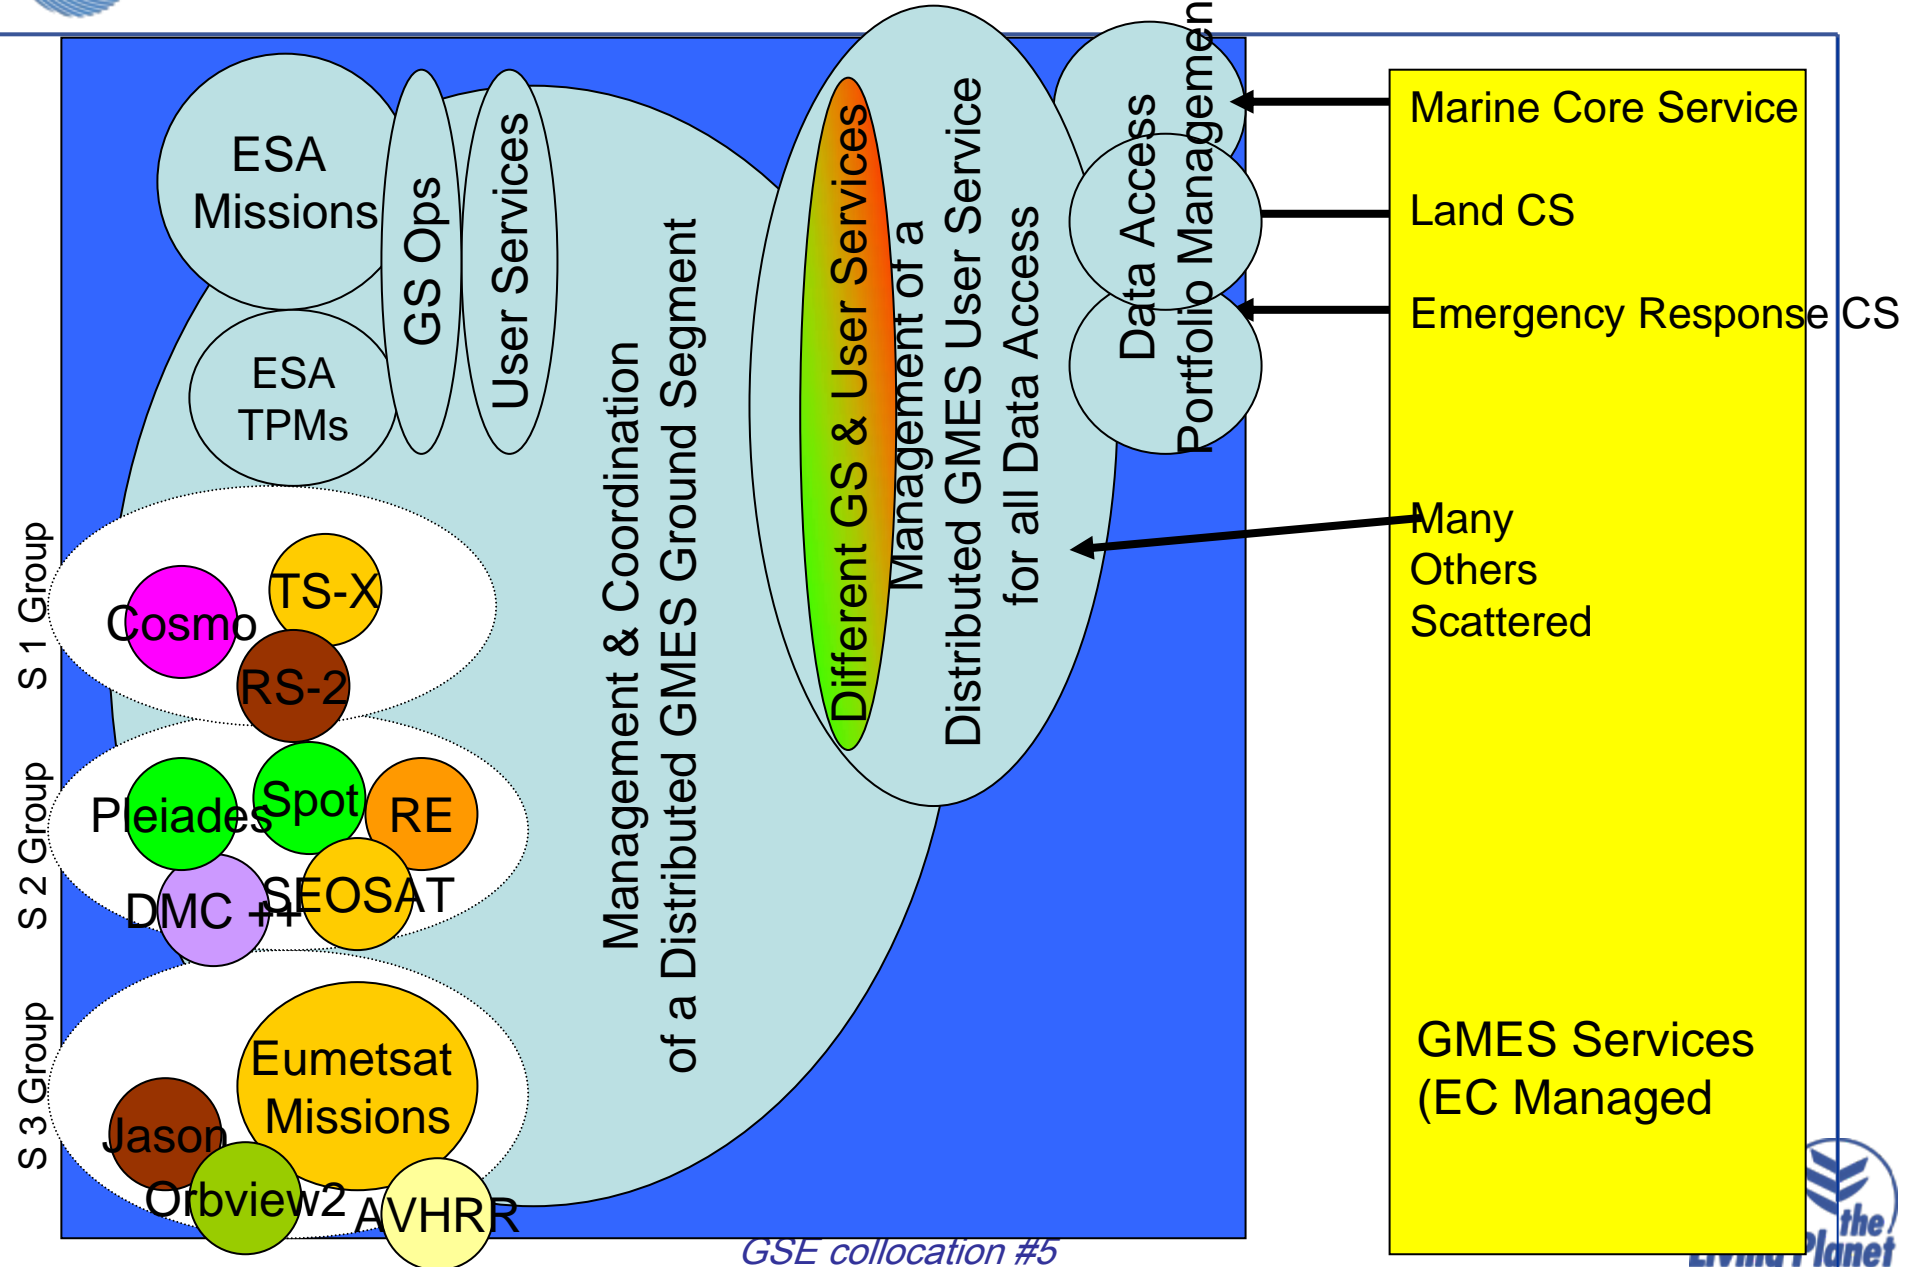 ESA
Missions
GS Ops
User Services
ESA
TPMs
Management & Coordination
of a Distributed GMES Ground Segment
Different GS & User Services
Management of a
Distributed GMES User Service
for all Data Access
Data Access
Portfolio Managemen
Marine Core Service
Land CS
Emergency Response CS
Many
Others
Scattered
GMES Services
(EC Managed
S 1 Group
Cosmo
TS-X
RS-2
S 2 Group
Pleiades
Spot
RE
DMC ++
SEOSAT
S 3 Group
Eumetsat
Missions
Jason
Orbview2
AVHRR
GSE collocation #5
the
Living Planet